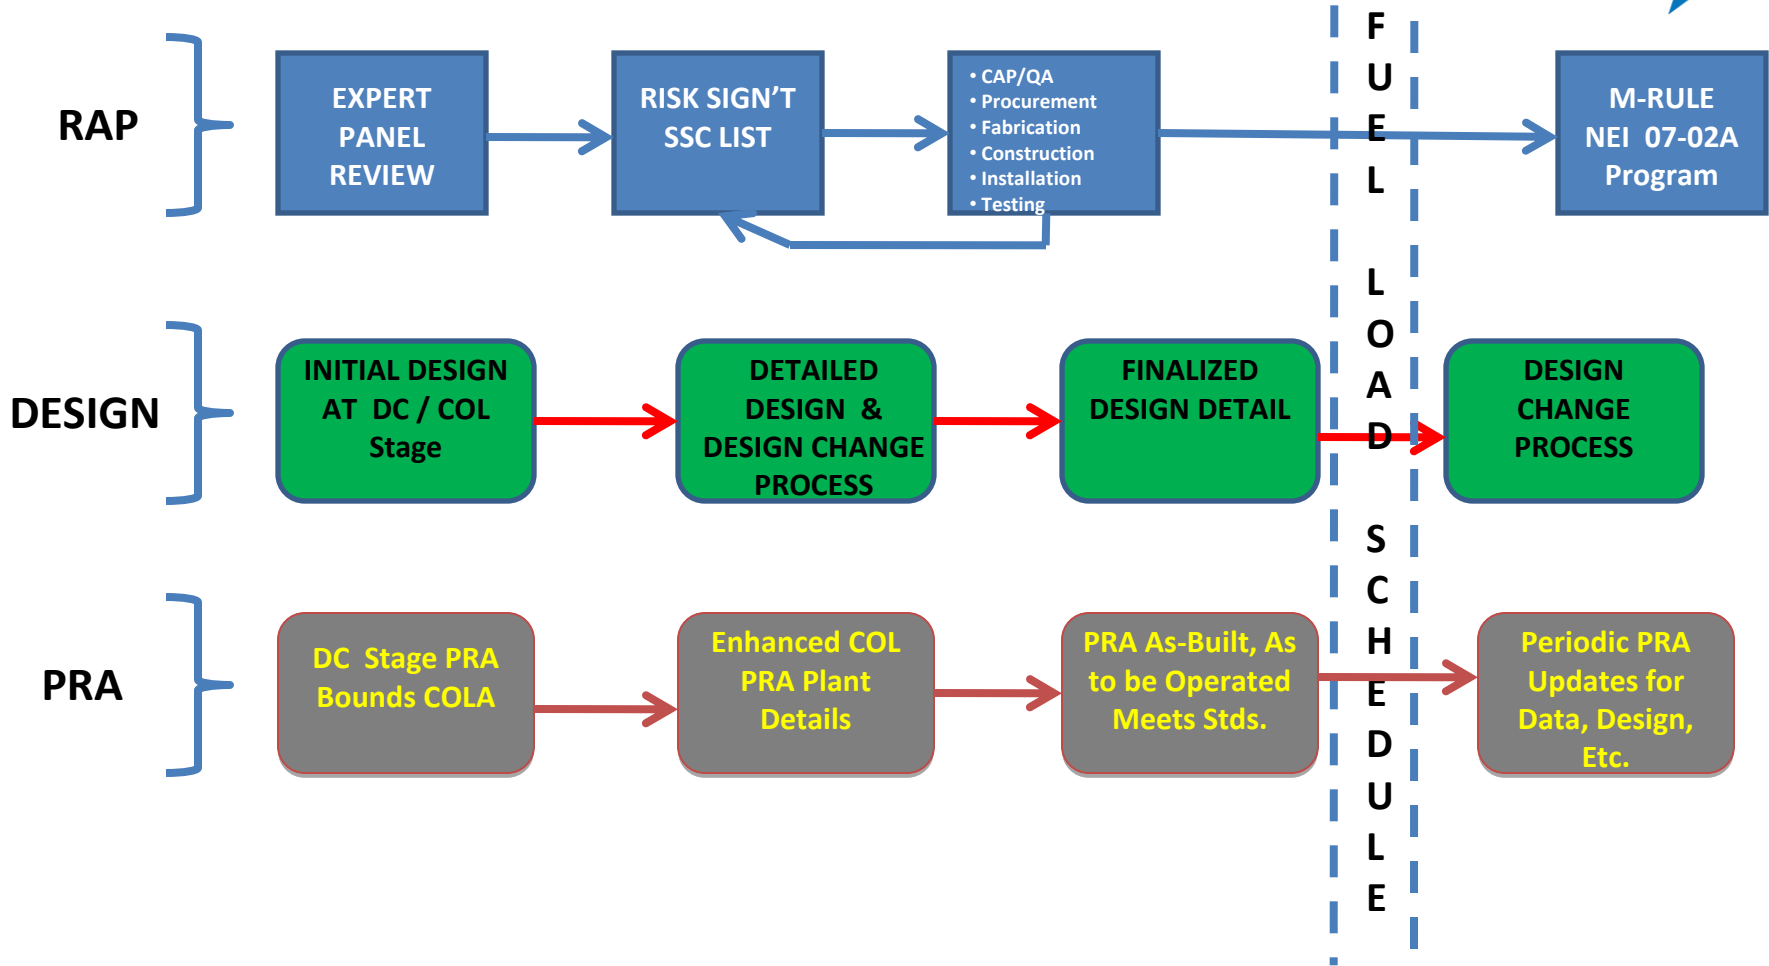 RAP
EXPERT
PANEL
REVIEW
RISK SIGN’T
SSC LIST
• CAP/QA
• Procurement
• Fabrication
• Construction
• Installation
• Testing
M-RULE
NEI 07-02A
Program
DESIGN
INITIAL DESIGN
AT DC / COL
Stage
DETAILED
DESIGN &
DESIGN CHANGE
PROCESS
FINALIZED
DESIGN DETAIL
DESIGN
CHANGE
PROCESS
PRA
DC Stage PRA
Bounds COLA
Enhanced COL
PRA Plant
Details
PRA As-Built, As
to be Operated
Meets Stds.
Periodic PRA
Updates for
Data, Design,
Etc.
F
U
E
L
L
O
A
D
S
C
H
E
D
U
L
E